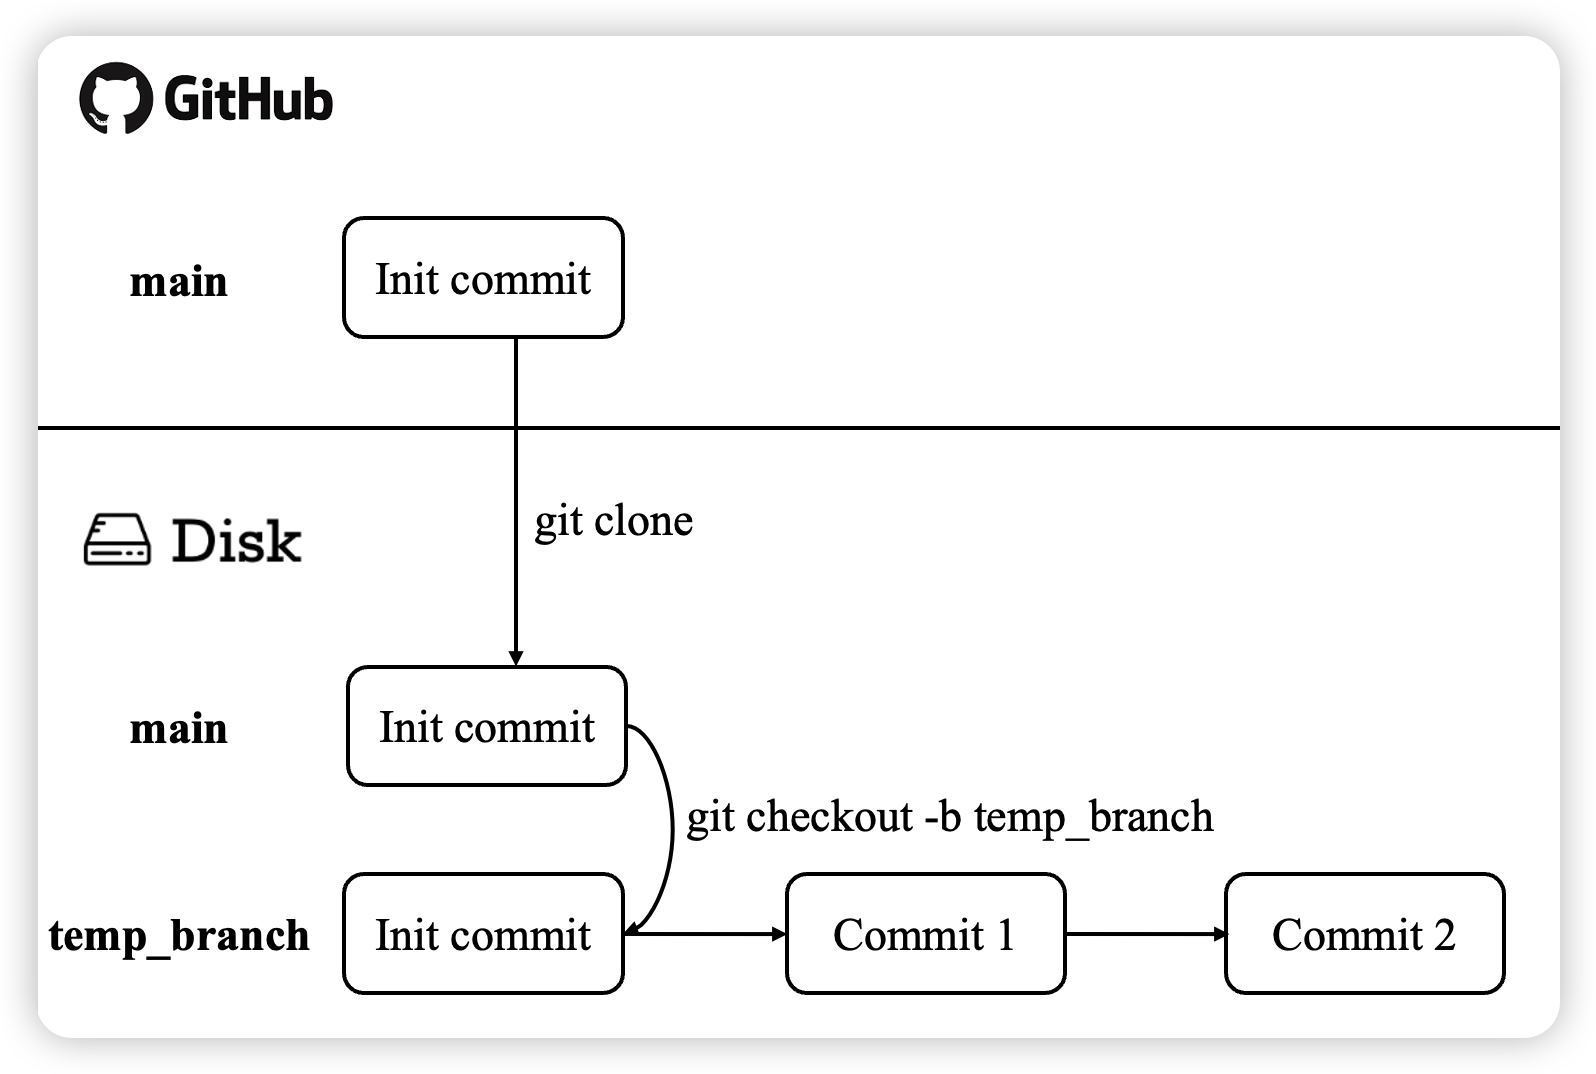 GitHub
main
Init commit
git clone
Disk
main
Init commit
git checkout -b temp_branch
temp_branch
Init commit
Commit 1
Commit 2